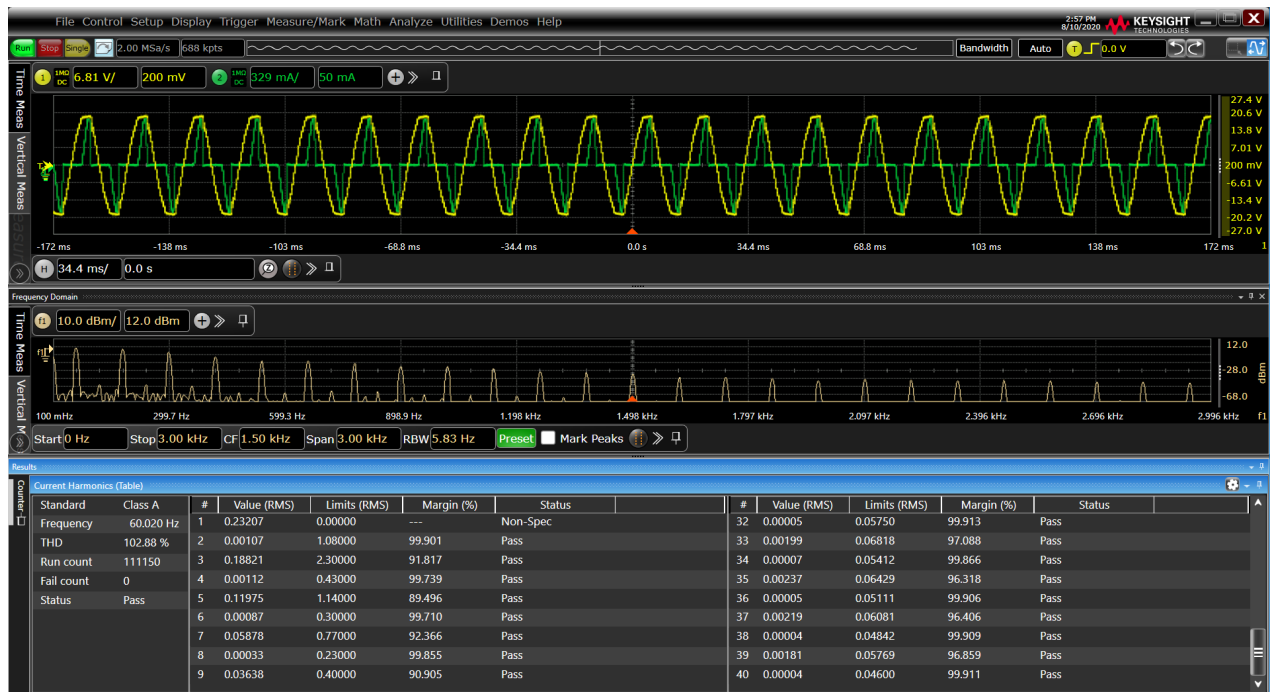 File Control Setup Display Trigger Measure/Mark Math Analyze Utilities Demos Help
2:57 PM
8/10/2020
KEYSIGHT
TECHNOLOGIES
Run Stop Single 2.00 MSa/s 688 kpts Bandwidth Auto T 0.0 V
Time Meas
Vertical Meas
1 1MΩ DC 6.81 V/ 200 mV 2 1MΩ DC 329 mA/ 50 mA
27.4 V
20.6 V
13.8 V
7.01 V
200 mV
-6.61 V
-13.4 V
-20.2 V
-27.0 V
-172 ms -138 ms -103 ms -68.8 ms -34.4 ms 0.0 s 34.4 ms 68.8 ms 103 ms 138 ms 172 ms 1
H 34.4 ms/ 0.0 s
Frequency Domain
Time Meas
Vertical M
f1 10.0 dBm/ 12.0 dBm
12.0
-28.0
-68.0
dBm
100 mHz 299.7 Hz 599.3 Hz 898.9 Hz 1.198 kHz 1.498 kHz 1.797 kHz 2.097 kHz 2.396 kHz 2.696 kHz 2.996 kHz f1
Start 0 Hz Stop 3.00 kHz CF 1.50 kHz Span 3.00 kHz RBW 5.83 Hz Preset Mark Peaks
Results
Counter
Current Harmonics (Table)
Standard Class A
Frequency 60.020 Hz
THD 102.88 %
Run count 111150
Fail count 0
Status Pass
# Value (RMS) Limits (RMS) Margin (%) Status
1 0.23207 0.00000 --- Non-Spec
2 0.00107 1.08000 99.901 Pass
3 0.18821 2.30000 91.817 Pass
4 0.00112 0.43000 99.739 Pass
5 0.11975 1.14000 89.496 Pass
6 0.00087 0.30000 99.710 Pass
7 0.05878 0.77000 92.366 Pass
8 0.00033 0.23000 99.855 Pass
9 0.03638 0.40000 90.905 Pass
# Value (RMS) Limits (RMS) Margin (%) Status
32 0.00005 0.05750 99.913 Pass
33 0.00199 0.06818 97.088 Pass
34 0.00007 0.05412 99.866 Pass
35 0.00237 0.06429 96.318 Pass
36 0.00005 0.05111 99.906 Pass
37 0.00219 0.06081 96.406 Pass
38 0.00004 0.04842 99.909 Pass
39 0.00181 0.05769 96.859 Pass
40 0.00004 0.04600 99.911 Pass